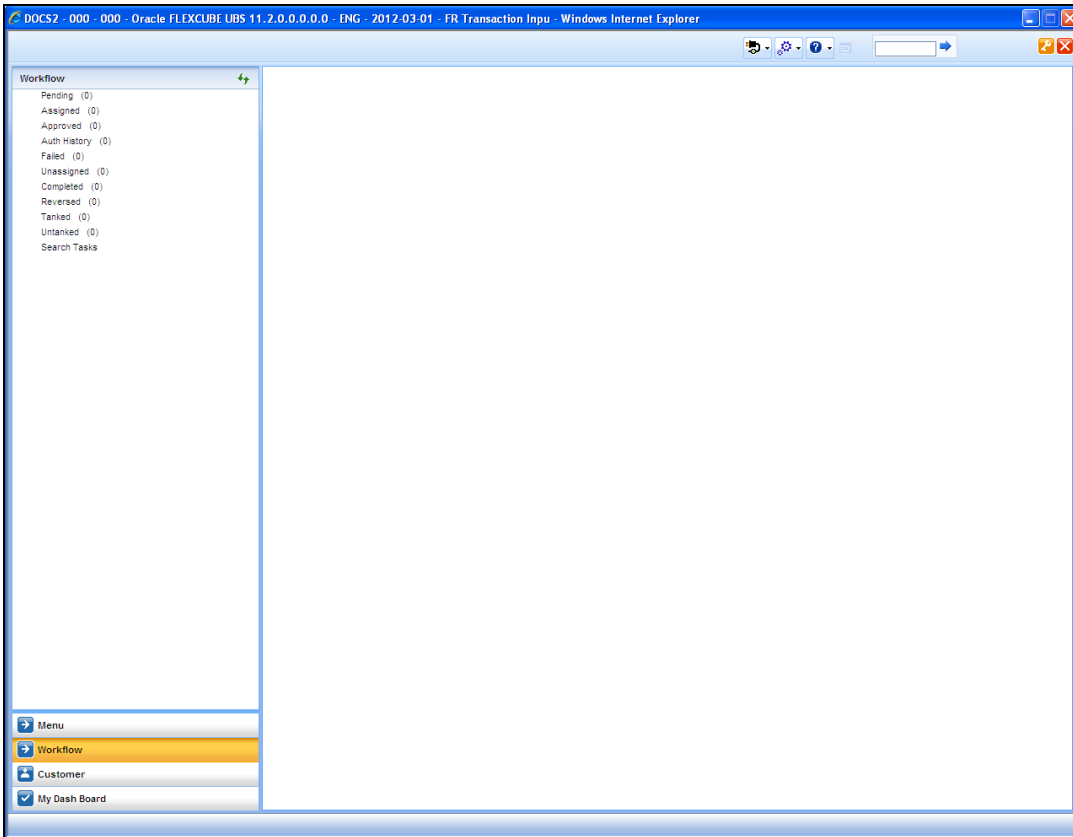 DOCS2 - 000 - 000 - Oracle FLEXCUBE UBS 11.2.0.0.0.0.0 - ENG - 2012-03-01 - FR Transaction Inpu - Windows Internet Explorer
Workflow
Pending (0)
Assigned (0)
Approved (0)
Auth History (0)
Failed (0)
Unassigned (0)
Completed (0)
Reversed (0)
Tanked (0)
Untanked (0)
Search Tasks
Menu
Workflow
Customer
My Dash Board